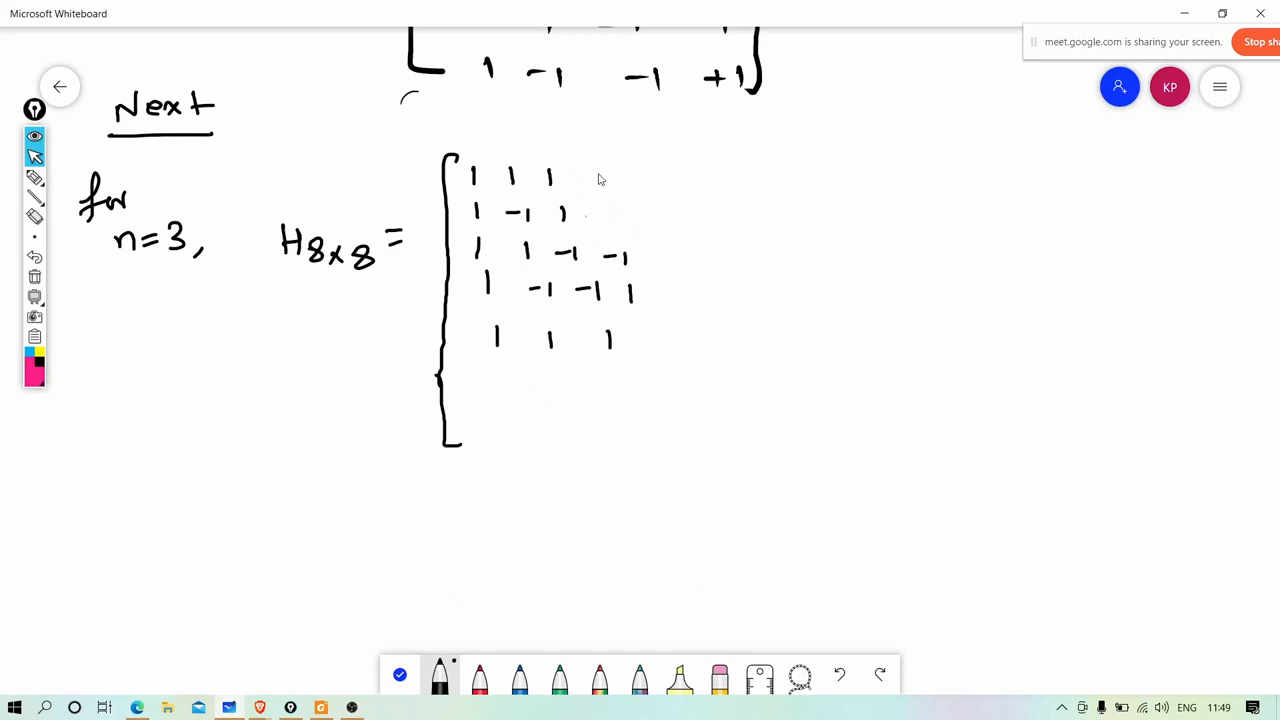 Microsoft Whiteboard
meet.google.com is sharing your screen.
Stop sha
KP
1 -1 -1 +1
Next
for
n=3, H8x8 =
1 1 1
1 -1 1
1 1 -1 -1
1 -1 -1 1
1 1 1
ENG 11:49